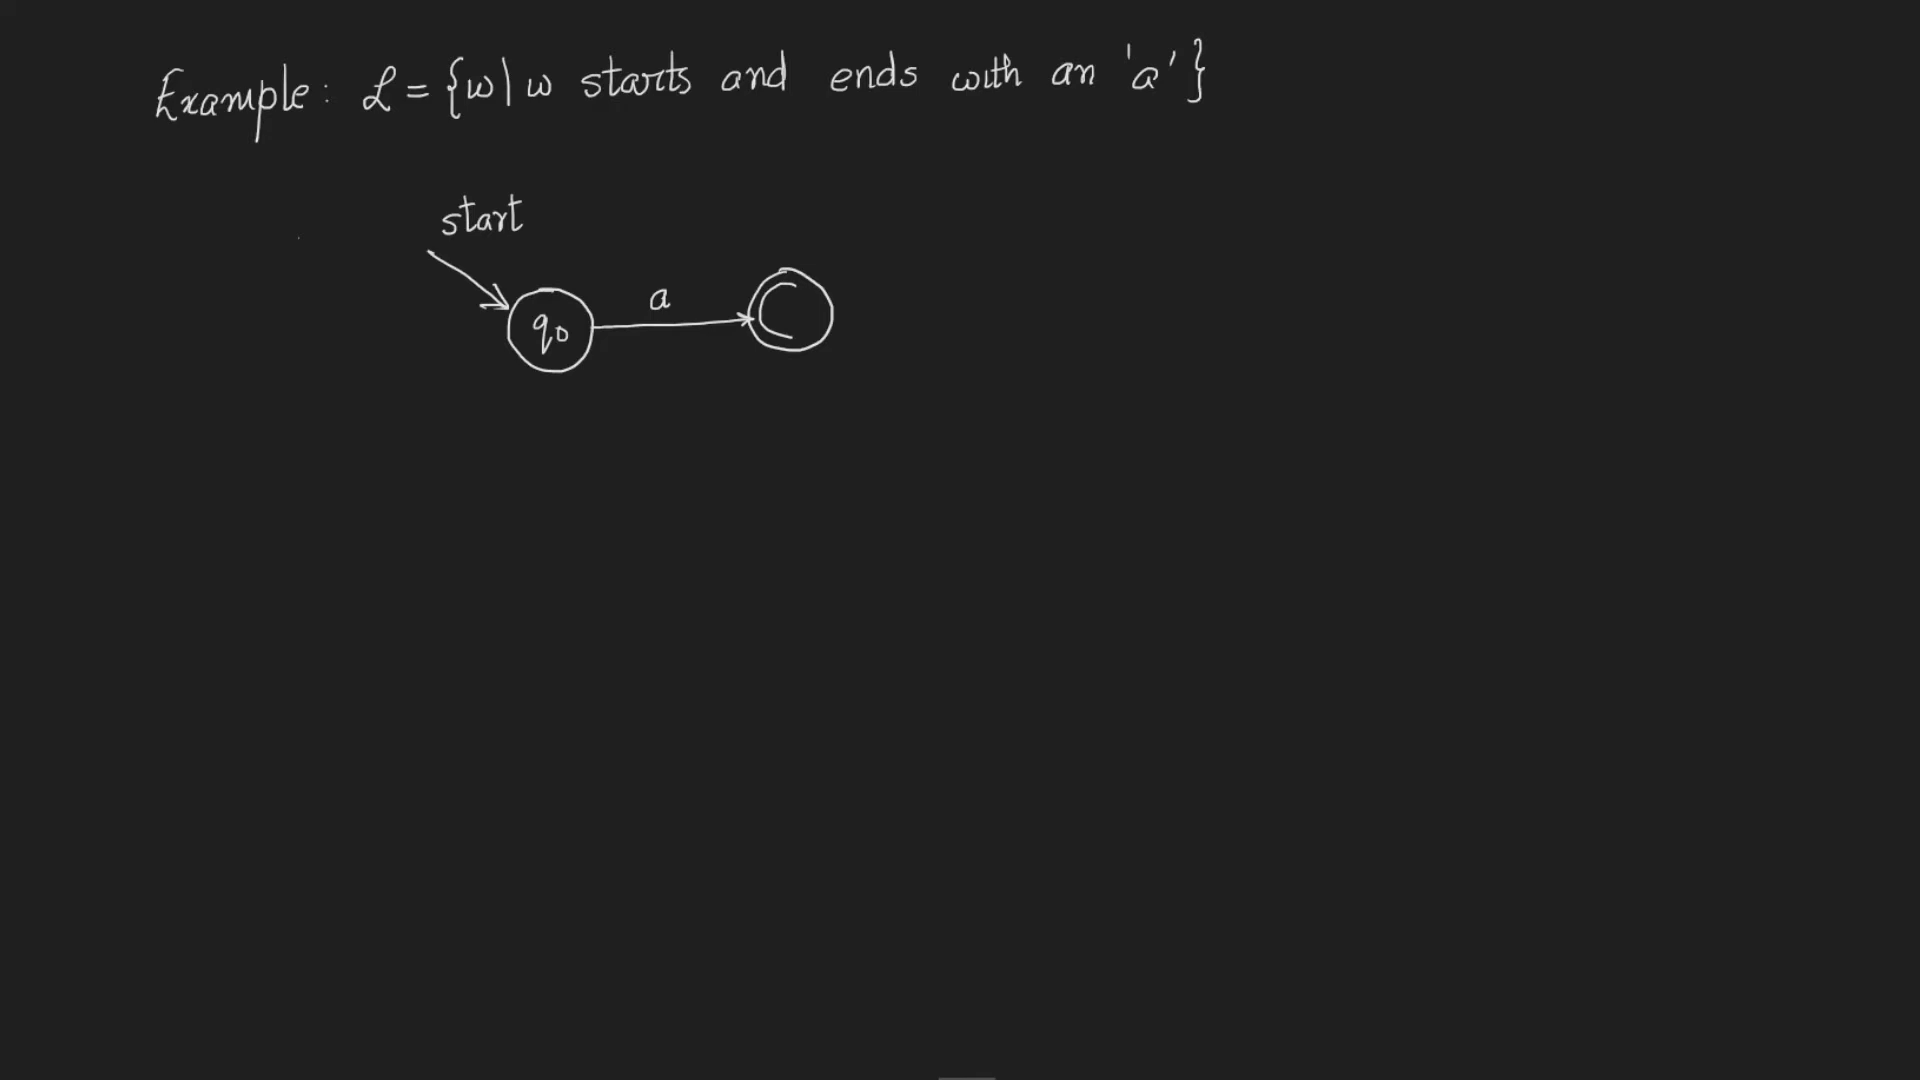 Example: L = {w | w starts and ends with an 'a'}
start
a
q0